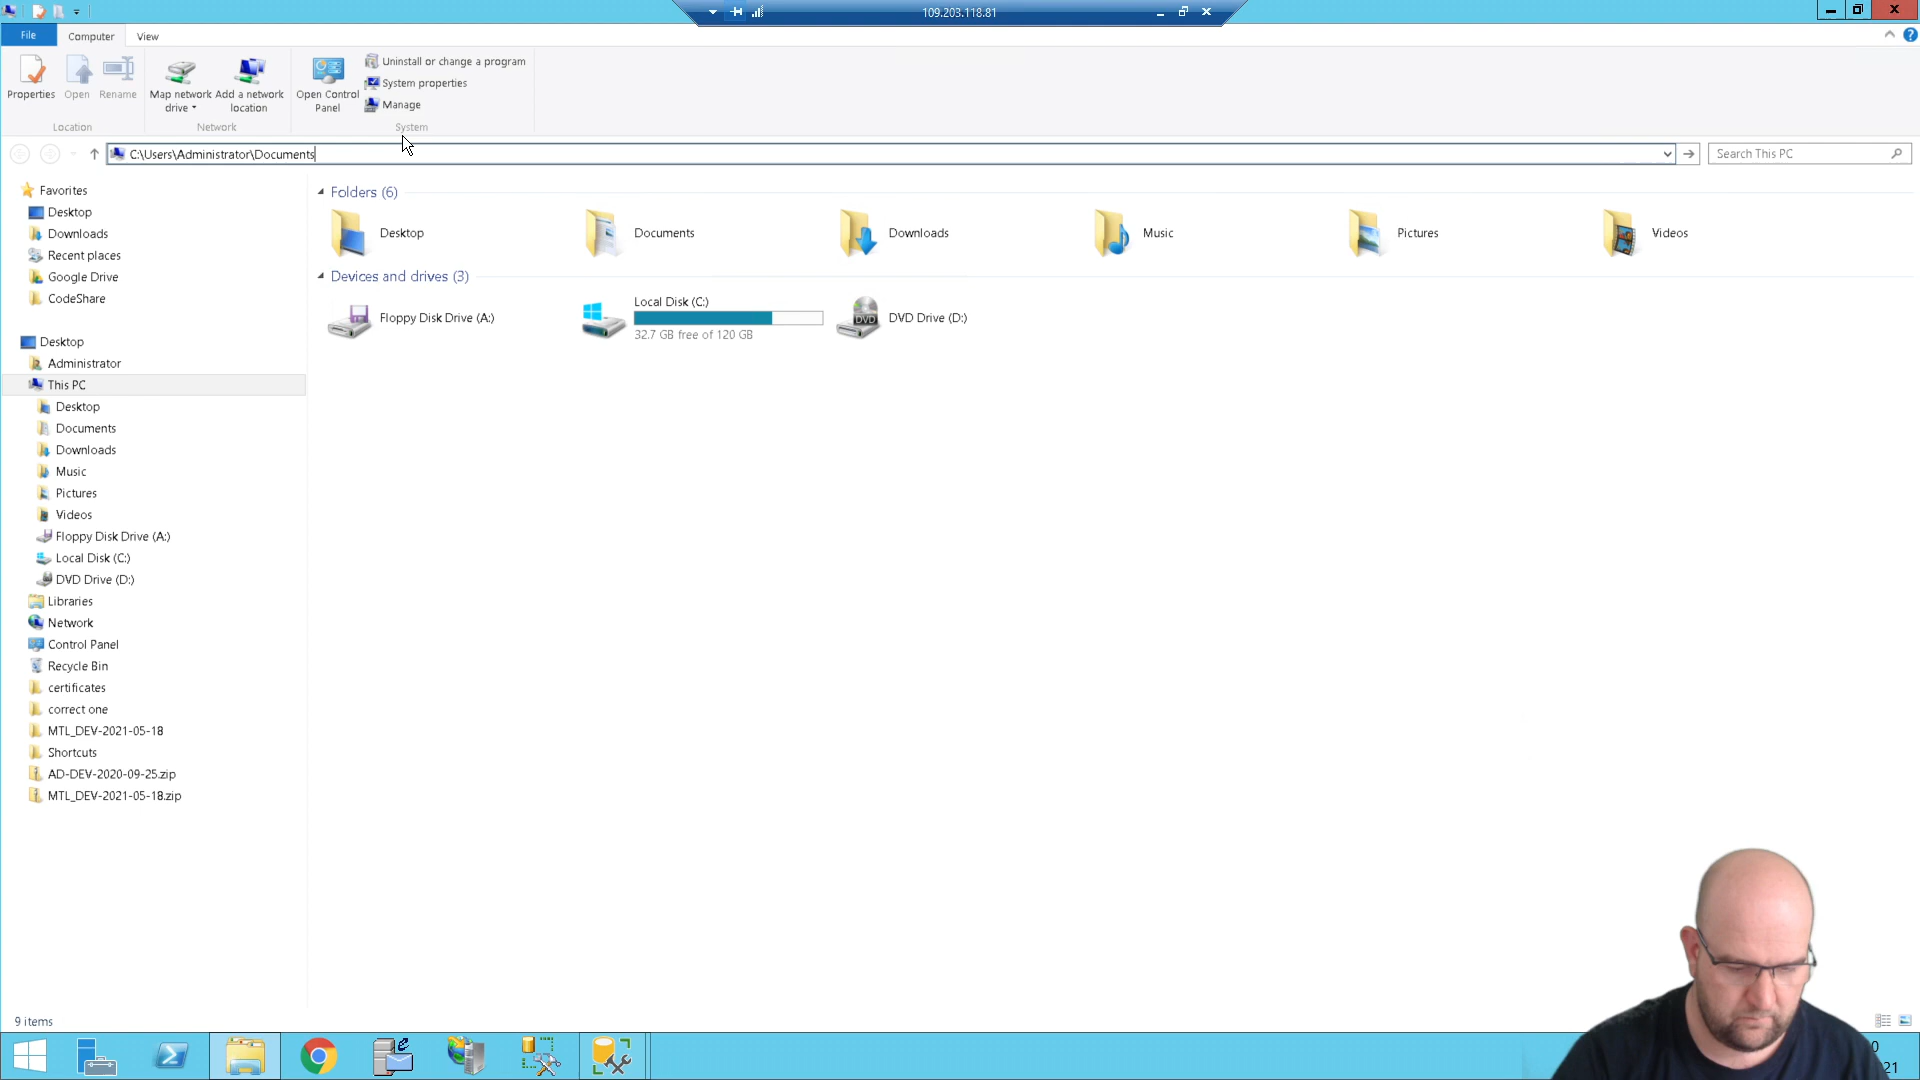 109.203.118.81
File
Computer
View
Properties
Open
Rename
Map network drive
Add a network location
Open Control Panel
Uninstall or change a program
System properties
Manage
Location
Network
System
C:\Users\Administrator\Documents
Search This PC
Favorites
Desktop
Downloads
Recent places
Google Drive
CodeShare
Desktop
Administrator
This PC
Desktop
Documents
Downloads
Music
Pictures
Videos
Floppy Disk Drive (A:)
Local Disk (C:)
DVD Drive (D:)
Libraries
Network
Control Panel
Recycle Bin
certificates
correct one
MTL_DEV-2021-05-18
Shortcuts
AD-DEV-2020-09-25.zip
MTL_DEV-2021-05-18.zip
Folders (6)
Desktop
Documents
Downloads
Music
Pictures
Videos
Devices and drives (3)
Floppy Disk Drive (A:)
Local Disk (C:)
32.7 GB free of 120 GB
DVD
DVD Drive (D:)
9 items
0
21